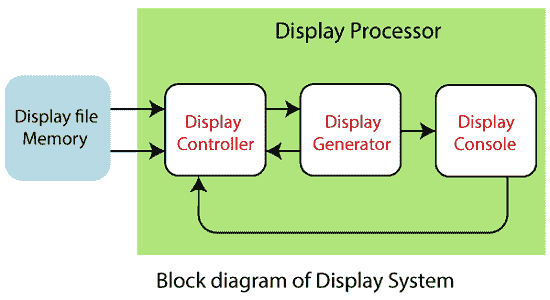 Display Processor
Display file
Memory
Display
Controller
Display
Generator
Display
Console
Block diagram of Display System